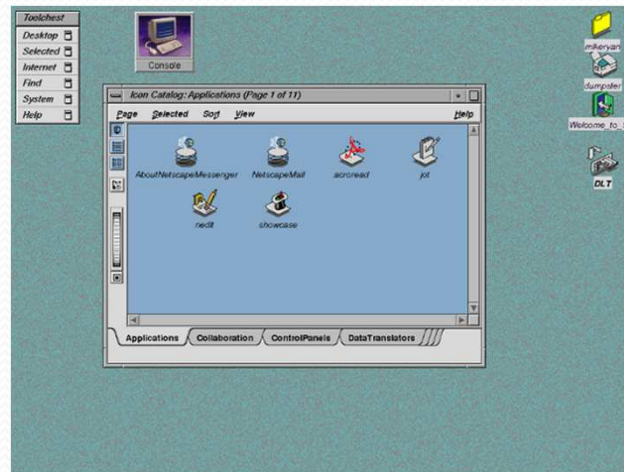 Toolchest
Desktop
Selected
Internet
Find
System
Help
Console
Icon Catalog: Applications (Page 1 of 11)
Page Selected Sort View Help
AboutNetscapeMessenger NetscapeMail acroread jot
nedit showcase
Applications Collaboration ControlPanels DataTranslators
mikeryan
dumpster
Welcome_to_
DLT